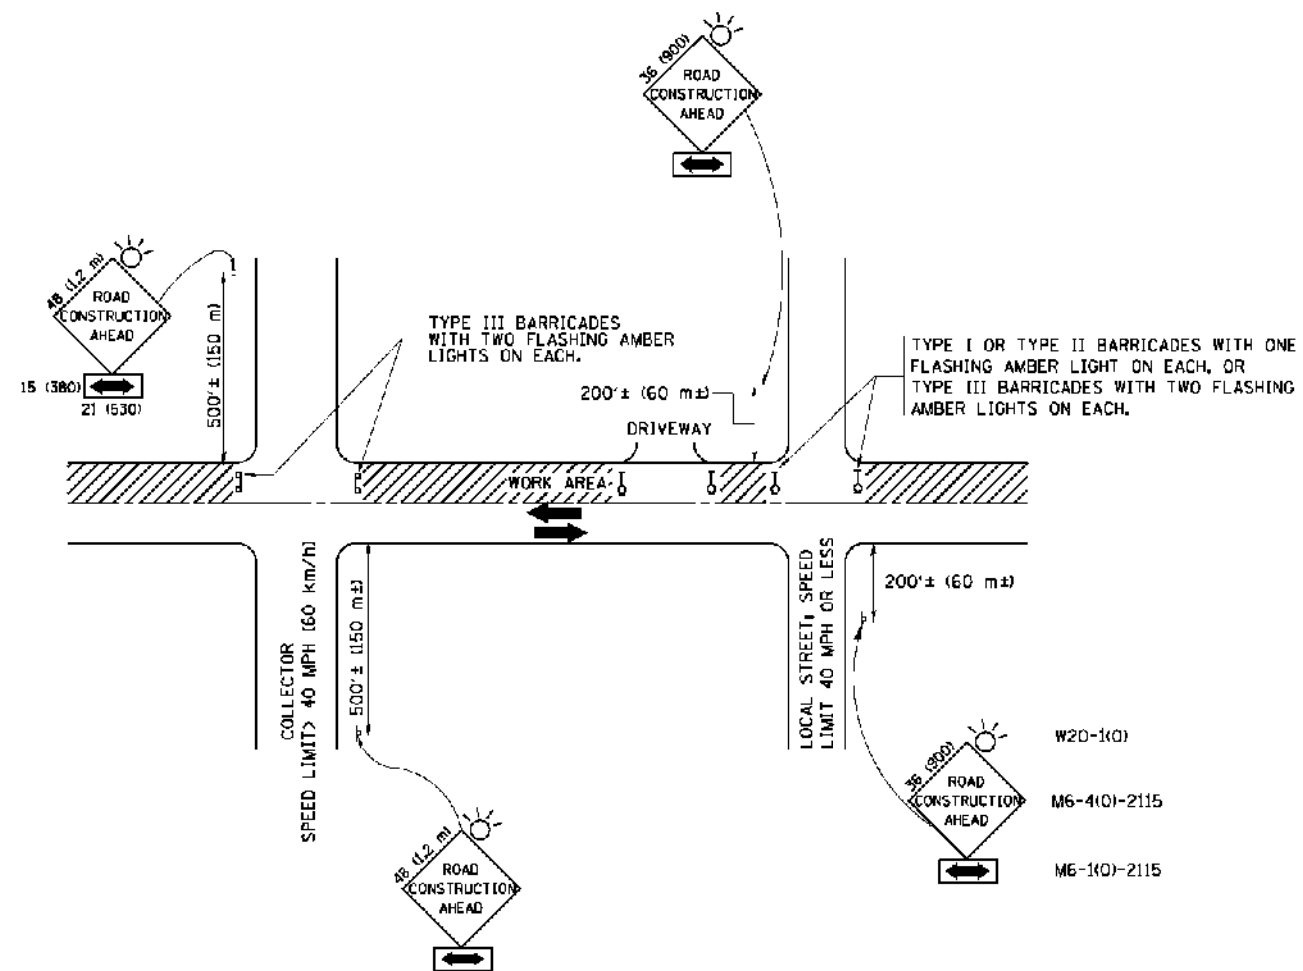 36 (900)
ROAD
CONSTRUCTION
AHEAD
48 (1.2 m)
ROAD
CONSTRUCTION
AHEAD
15 (380)
21 (530)
500'± (150 m)
TYPE III BARRICADES
WITH TWO FLASHING AMBER
LIGHTS ON EACH.
200'± (60 m±)
DRIVEWAY
TYPE I OR TYPE II BARRICADES WITH ONE
FLASHING AMBER LIGHT ON EACH, OR
TYPE III BARRICADES WITH TWO FLASHING
AMBER LIGHTS ON EACH.
WORK AREA
COLLECTOR
SPEED LIMIT> 40 MPH (60 km/h)
500'± (150 m±)
LOCAL STREET; SPEED
LIMIT 40 MPH OR LESS
200'± (60 m±)
48 (1.2 m)
ROAD
CONSTRUCTION
AHEAD
36 (900)
ROAD
CONSTRUCTION
AHEAD
W20-1(O)
M6-4(O)-2115
M6-1(O)-2115